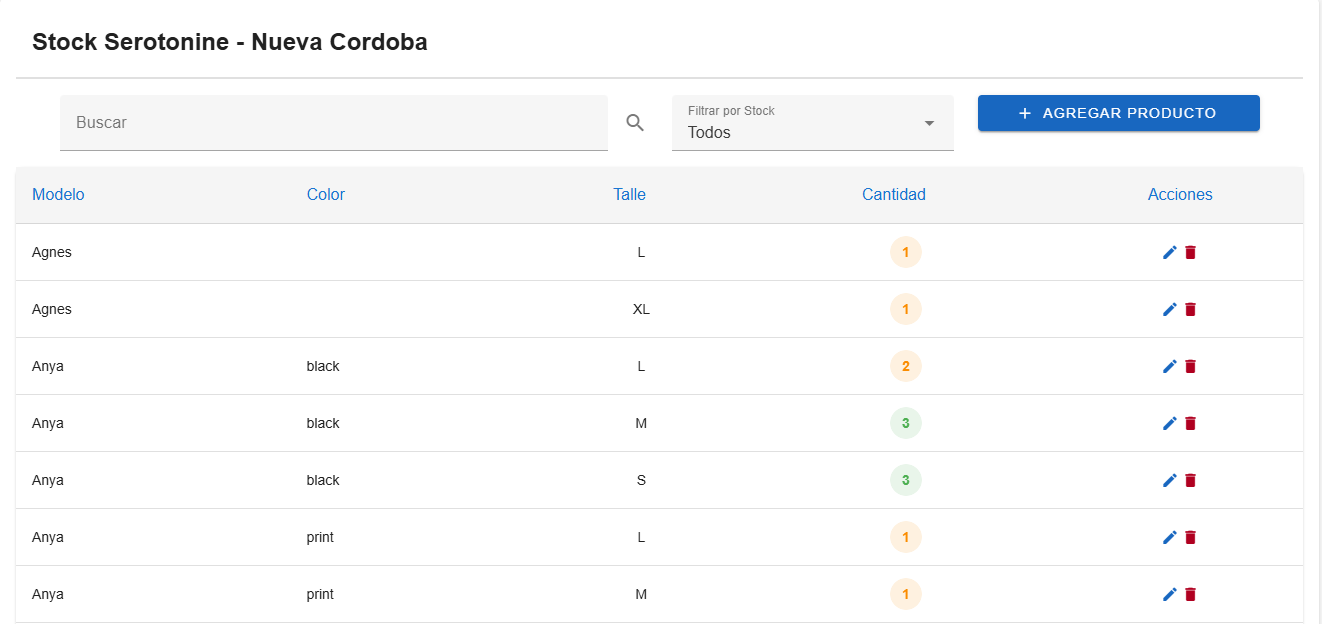 Stock Serotonine - Nueva Cordoba
Buscar
Filtrar por Stock
Todos
+ AGREGAR PRODUCTO
Modelo Color Talle Cantidad Acciones
Agnes L 1
Agnes XL 1
Anya black L 2
Anya black M 3
Anya black S 3
Anya print L 1
Anya print M 1